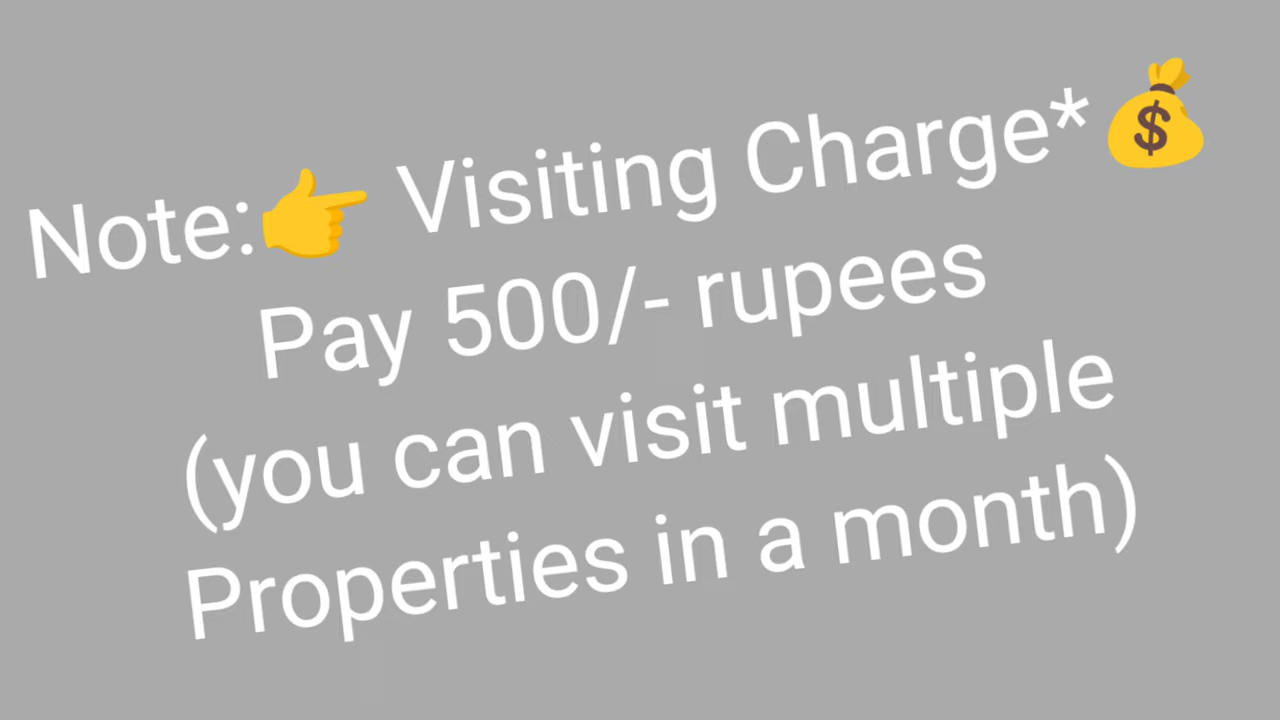 Note:👉 Visiting Charge*💰
Pay 500/- rupees
(you can visit multiple
Properties in a month)